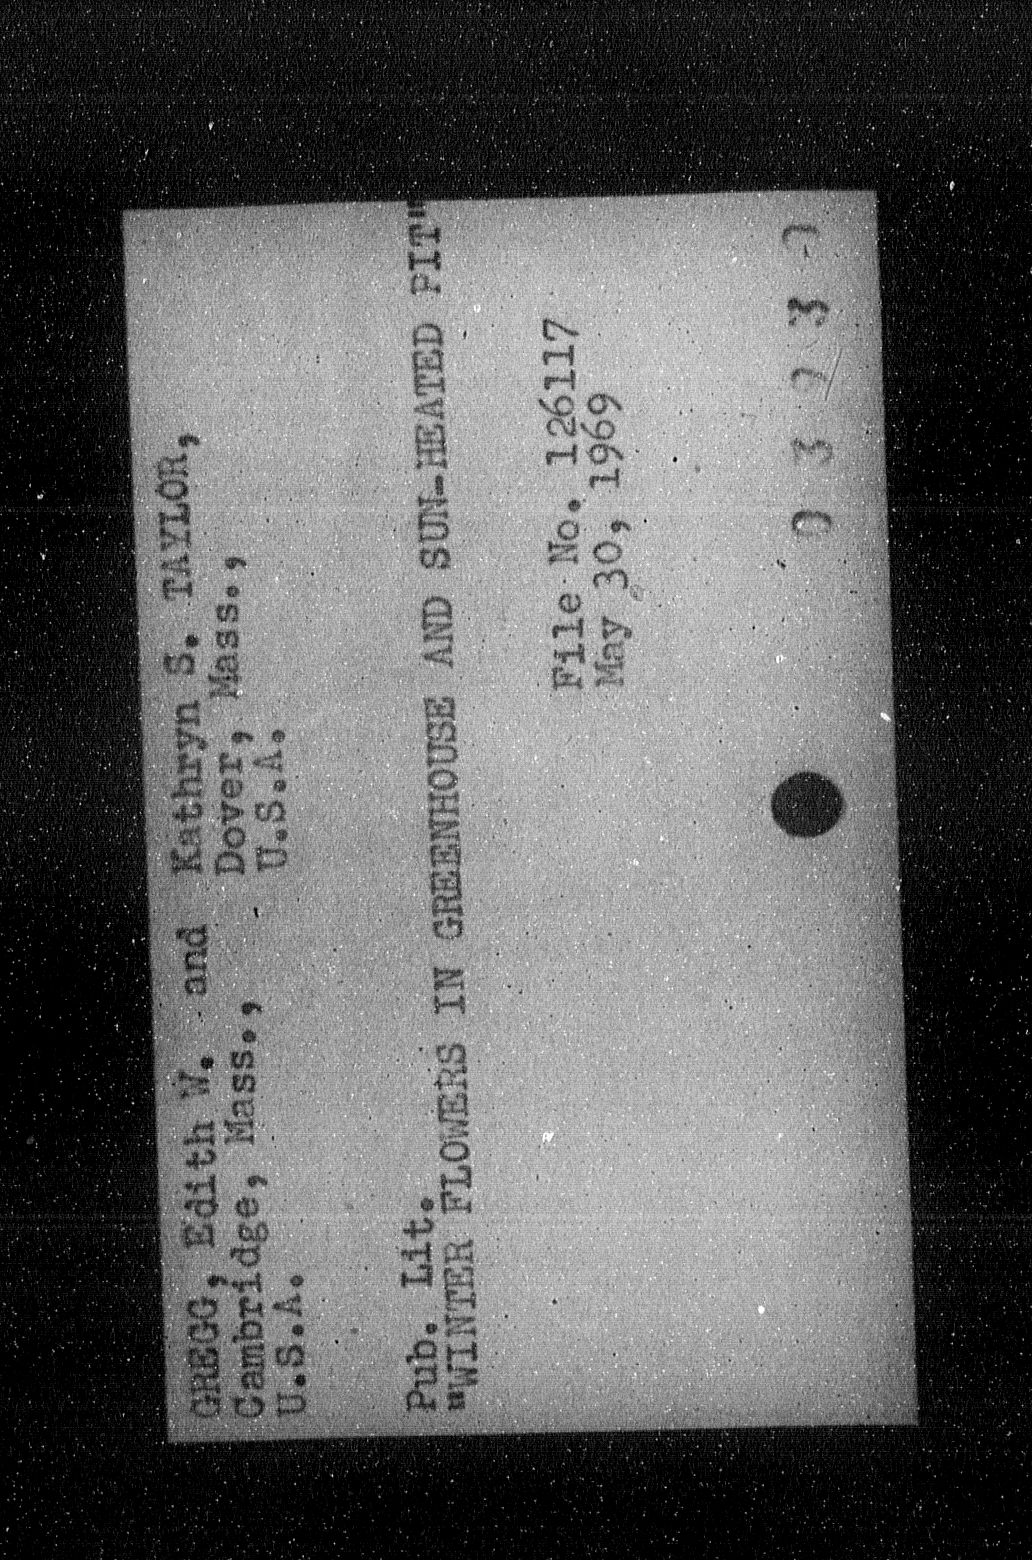 GREGG, Edith W. and Kathryn S. TAYLOR,
Cambridge, Mass., Dover, Mass.,
U.S.A. U.S.A.
Pub. Lit.
"WINTER FLOWERS IN GREENHOUSE AND SUN-HEATED PIT"
File No. 126117
May 30, 1969